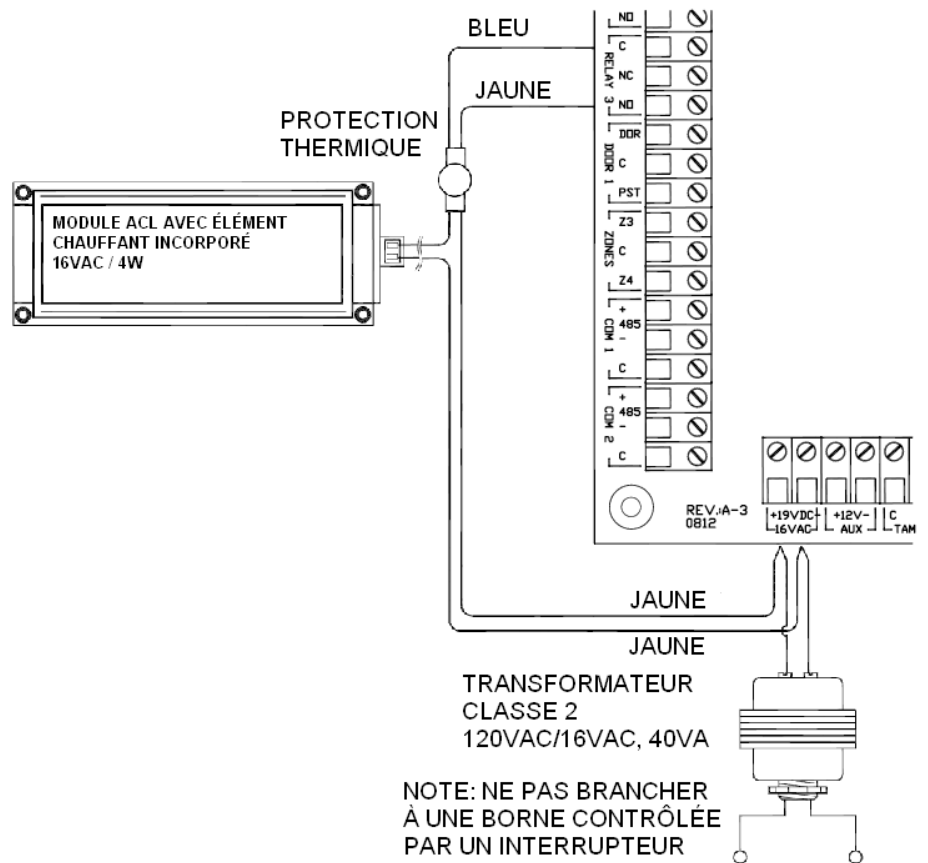 BLEU
JAUNE
PROTECTION
THERMIQUE
MODULE ACL AVEC ÉLÉMENT
CHAUFFANT INCORPORÉ
16VAC / 4W
NO
C
NC
NO
RELAY 3
DOR
C
PST
DOOR 1
Z3
C
Z4
ZONES
+
485
-
C
COM 1
+
485
-
C
COM 2
REV.:A-3
0812
+19VDC-
16VAC
+12V-
AUX
C
TAM
JAUNE
JAUNE
TRANSFORMATEUR
CLASSE 2
120VAC/16VAC, 40VA
NOTE: NE PAS BRANCHER
À UNE BORNE CONTRÔLÉE
PAR UN INTERRUPTEUR